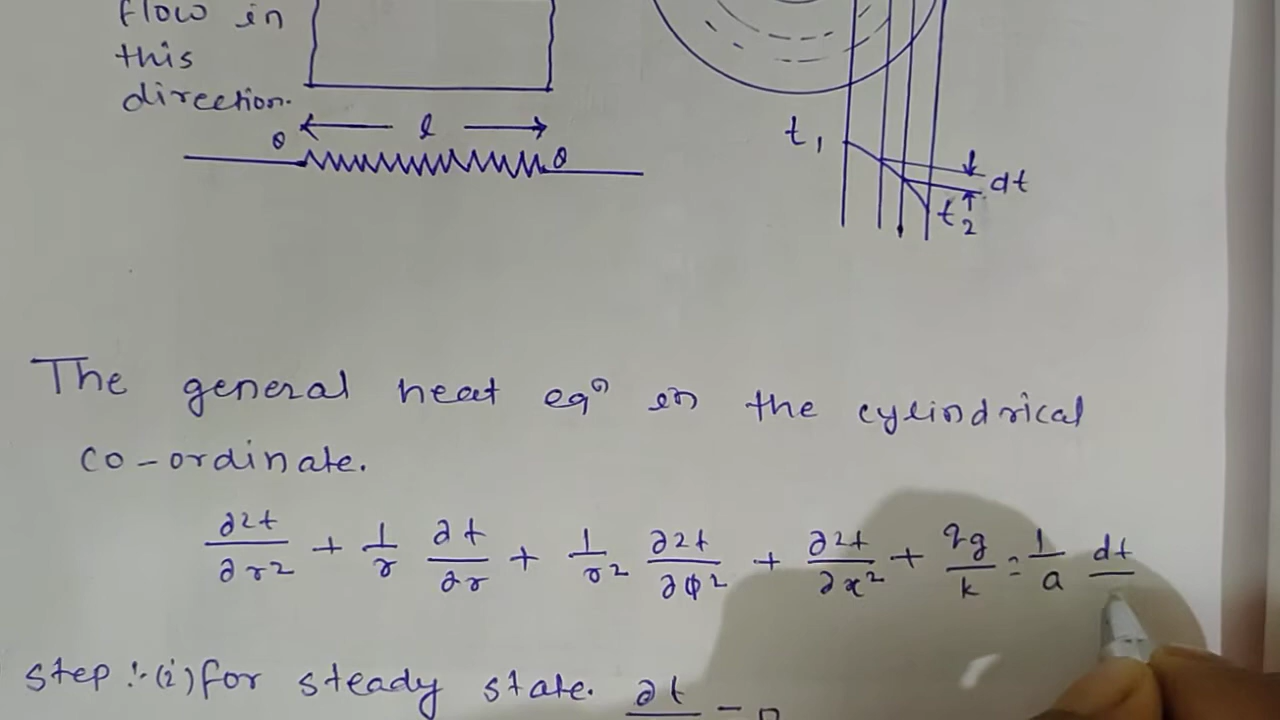 flow in
this
direction.
θ l θ
t₁
dt
t₂
The general heat eqⁿ in the cylindrical
co-ordinate.
∂2t/∂r2 + 1/r ∂t/∂r + 1/r2 ∂2t/∂φ2 + ∂2t/∂x2 + qg/k = 1/a dt/
step :- (i) for steady state. ∂t/ = 0